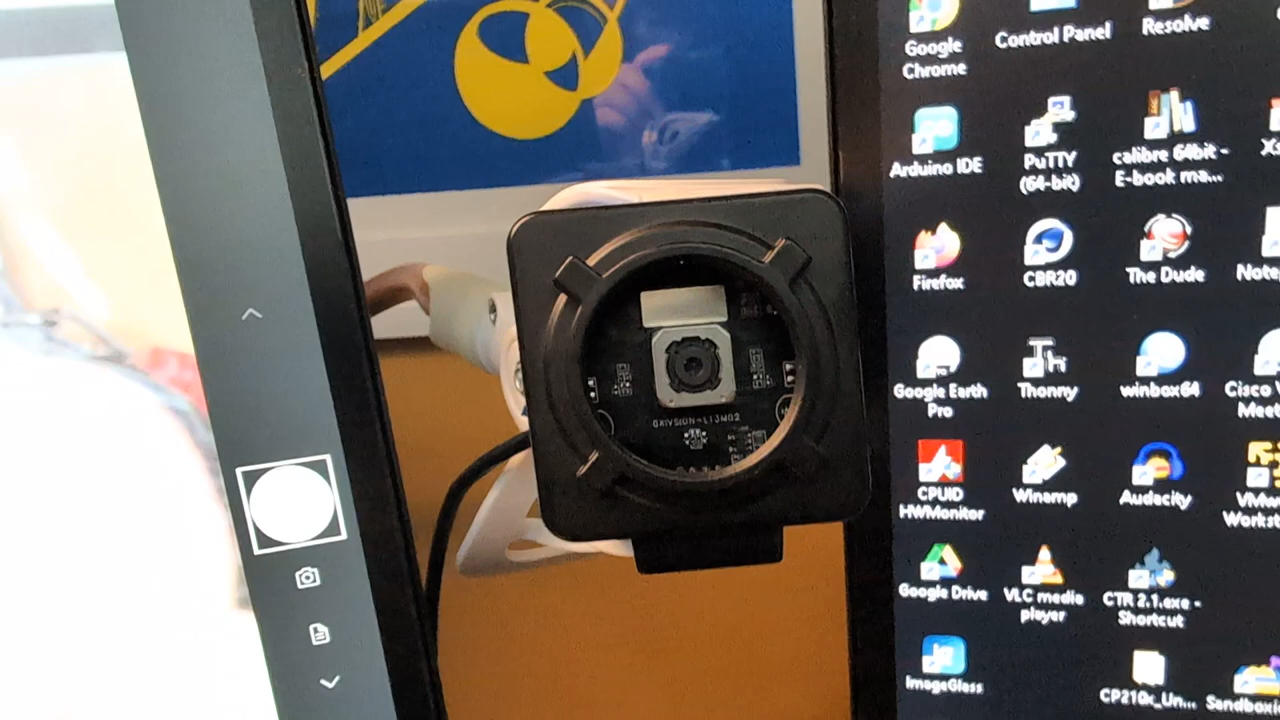 Google
Chrome
Control Panel
Resolve
Arduino IDE
PuTTY
(64-bit)
calibre 64bit -
E-book ma...
Firefox
CBR20
The Dude
Google Earth
Pro
Thonny
winbox64
CPUID
HWMonitor
Winamp
Audacity
Google Drive
VLC media
player
CTR 2.1.exe -
Shortcut
ImageGlass
CP210x_Un...